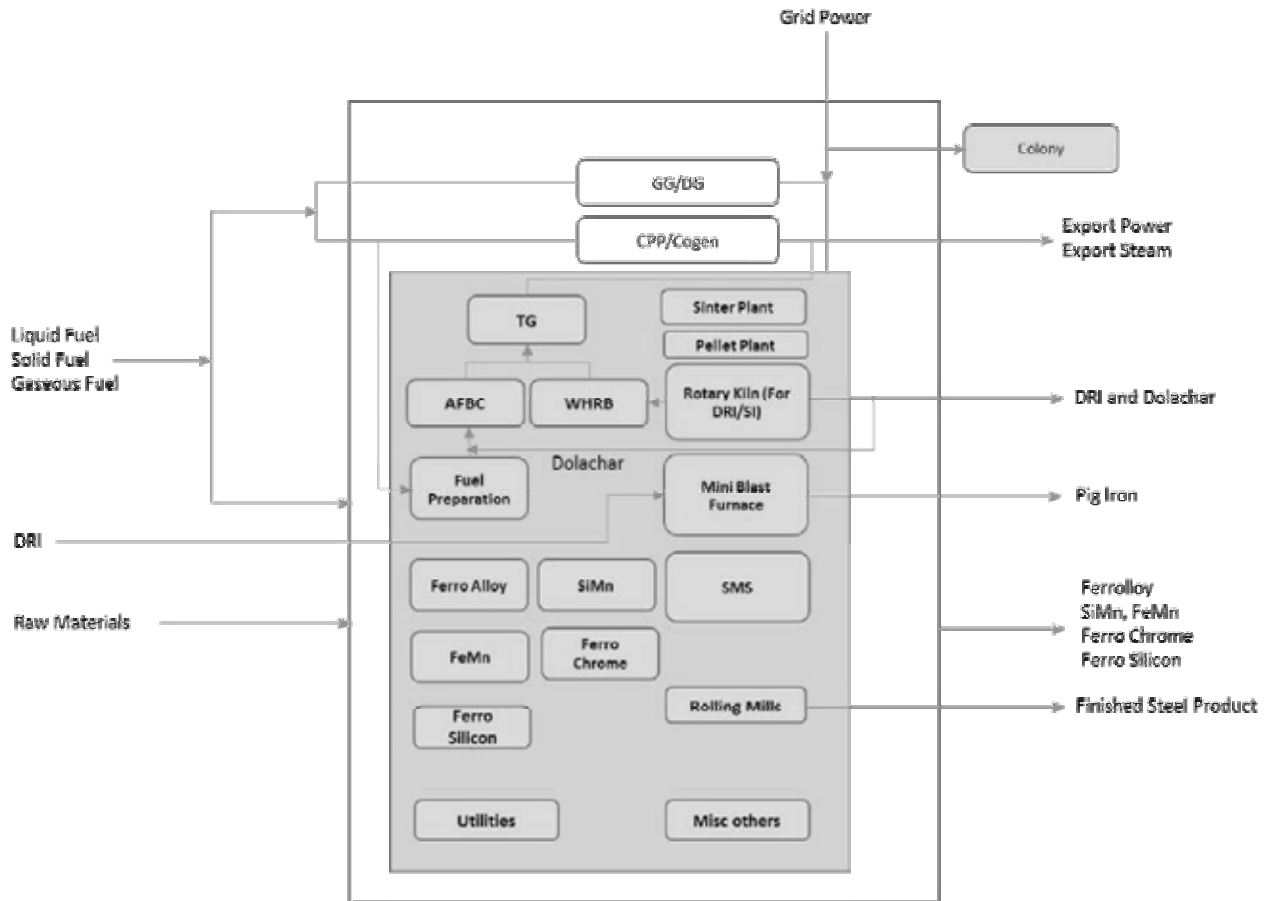 Grid Power
Colony
GG/DG
CPP/Cogen
Export Power
Export Steam
TG
Sinter Plant
Pellet Plant
Liquid Fuel
Solid Fuel
Gaseous Fuel
AFBC
WHRB
Rotary Kiln (For
DRI/SI)
DRI and Dolachar
Dolachar
Fuel
Preparation
Mini Blast
Furnace
Pig Iron
DRI
Ferro Alloy
SiMn
SMS
Ferrolloy
SiMn, FeMn
Ferro Chrome
Ferro Silicon
Raw Materials
FeMn
Ferro
Chrome
Rolling Mills
Finished Steel Product
Ferro
Silicon
Utilities
Misc others